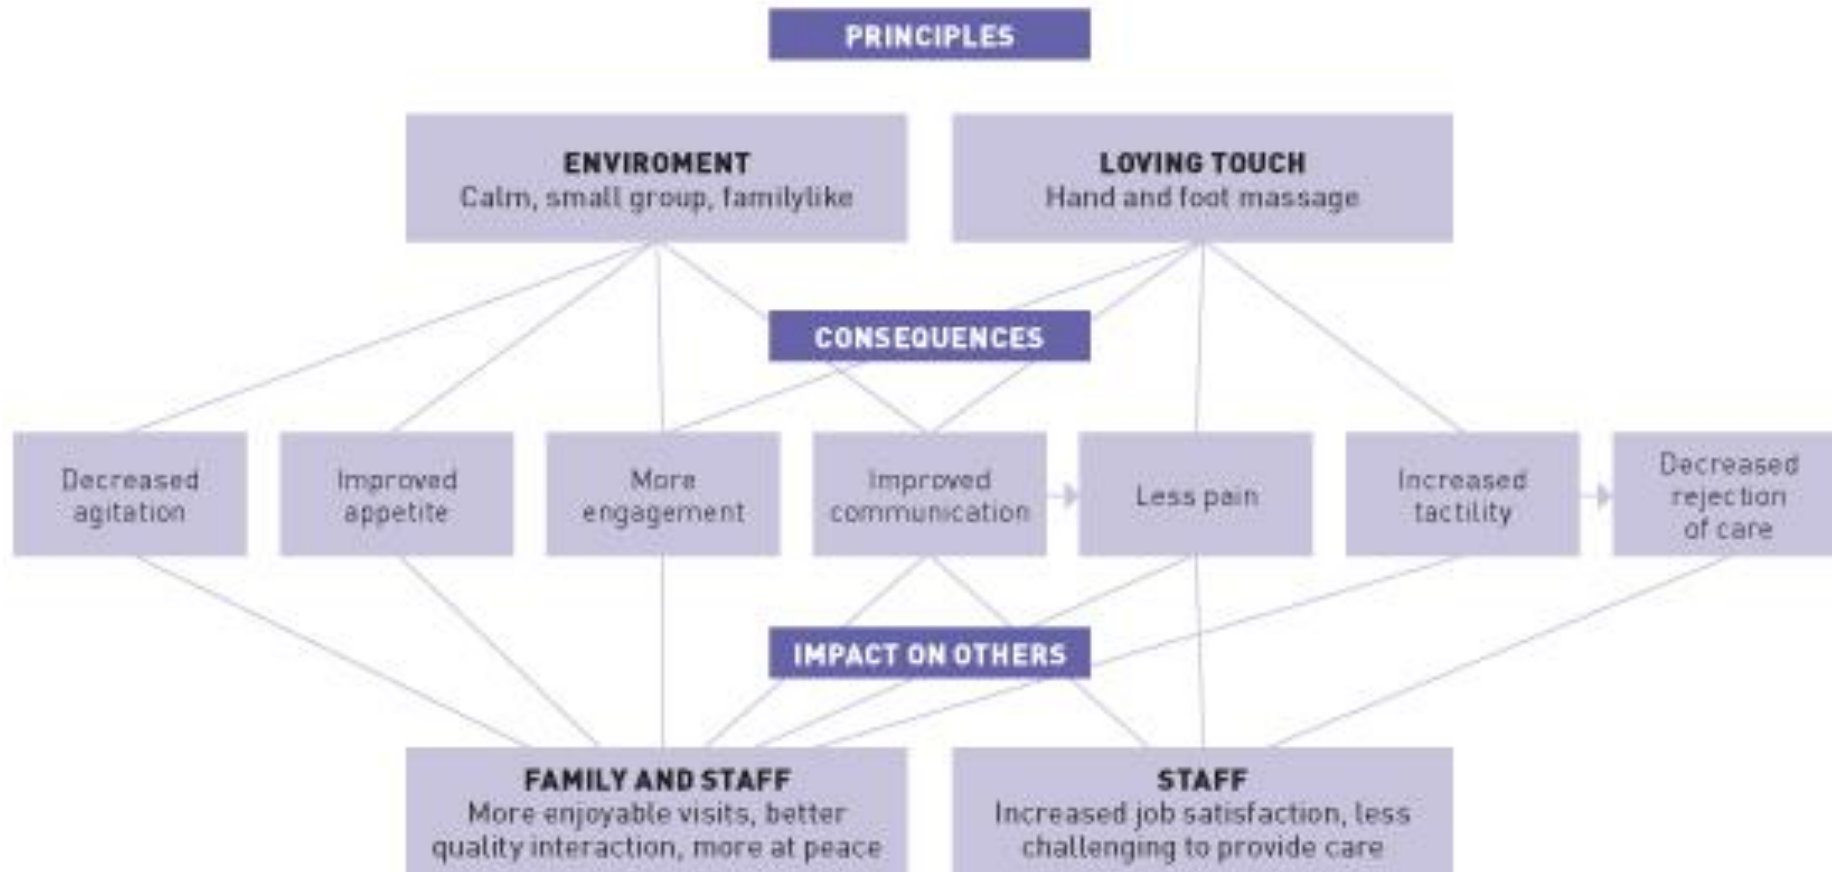 PRINCIPLES
ENVIROMENT
Calm, small group, familylike
LOVING TOUCH
Hand and foot massage
CONSEQUENCES
Decreased
agitation
Improved
appetite
More
engagement
Improved
communication
Less pain
Increased
tactility
Decreased
rejection
of care
IMPACT ON OTHERS
FAMILY AND STAFF
More enjoyable visits, better
quality interaction, more at peace
STAFF
Increased job satisfaction, less
challenging to provide care